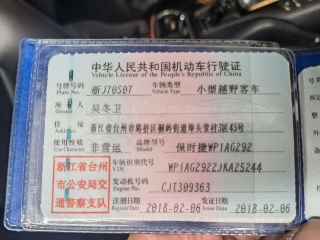 中华人民共和国机动车行驶证
Vehicle License of the People's Republic of China
号牌号码 Plate No. 浙J70S07 车辆类型 Vehicle Type 小型越野客车
所有人 Owner 吴冬卫
住址 Address 浙江省台州市路桥区桐屿街道埠头堂村3区45号
使用性质 Use Character 非营运 品牌型号 保时捷WP1AG292
浙江省台州市公安局交通警察支队
车辆识别代号 VIN WP1AG2922JKA25244
发动机号码 Engine No. CJT309363
注册日期 Register Date 2018-02-06 发证日期 Issue Date 2018-02-06